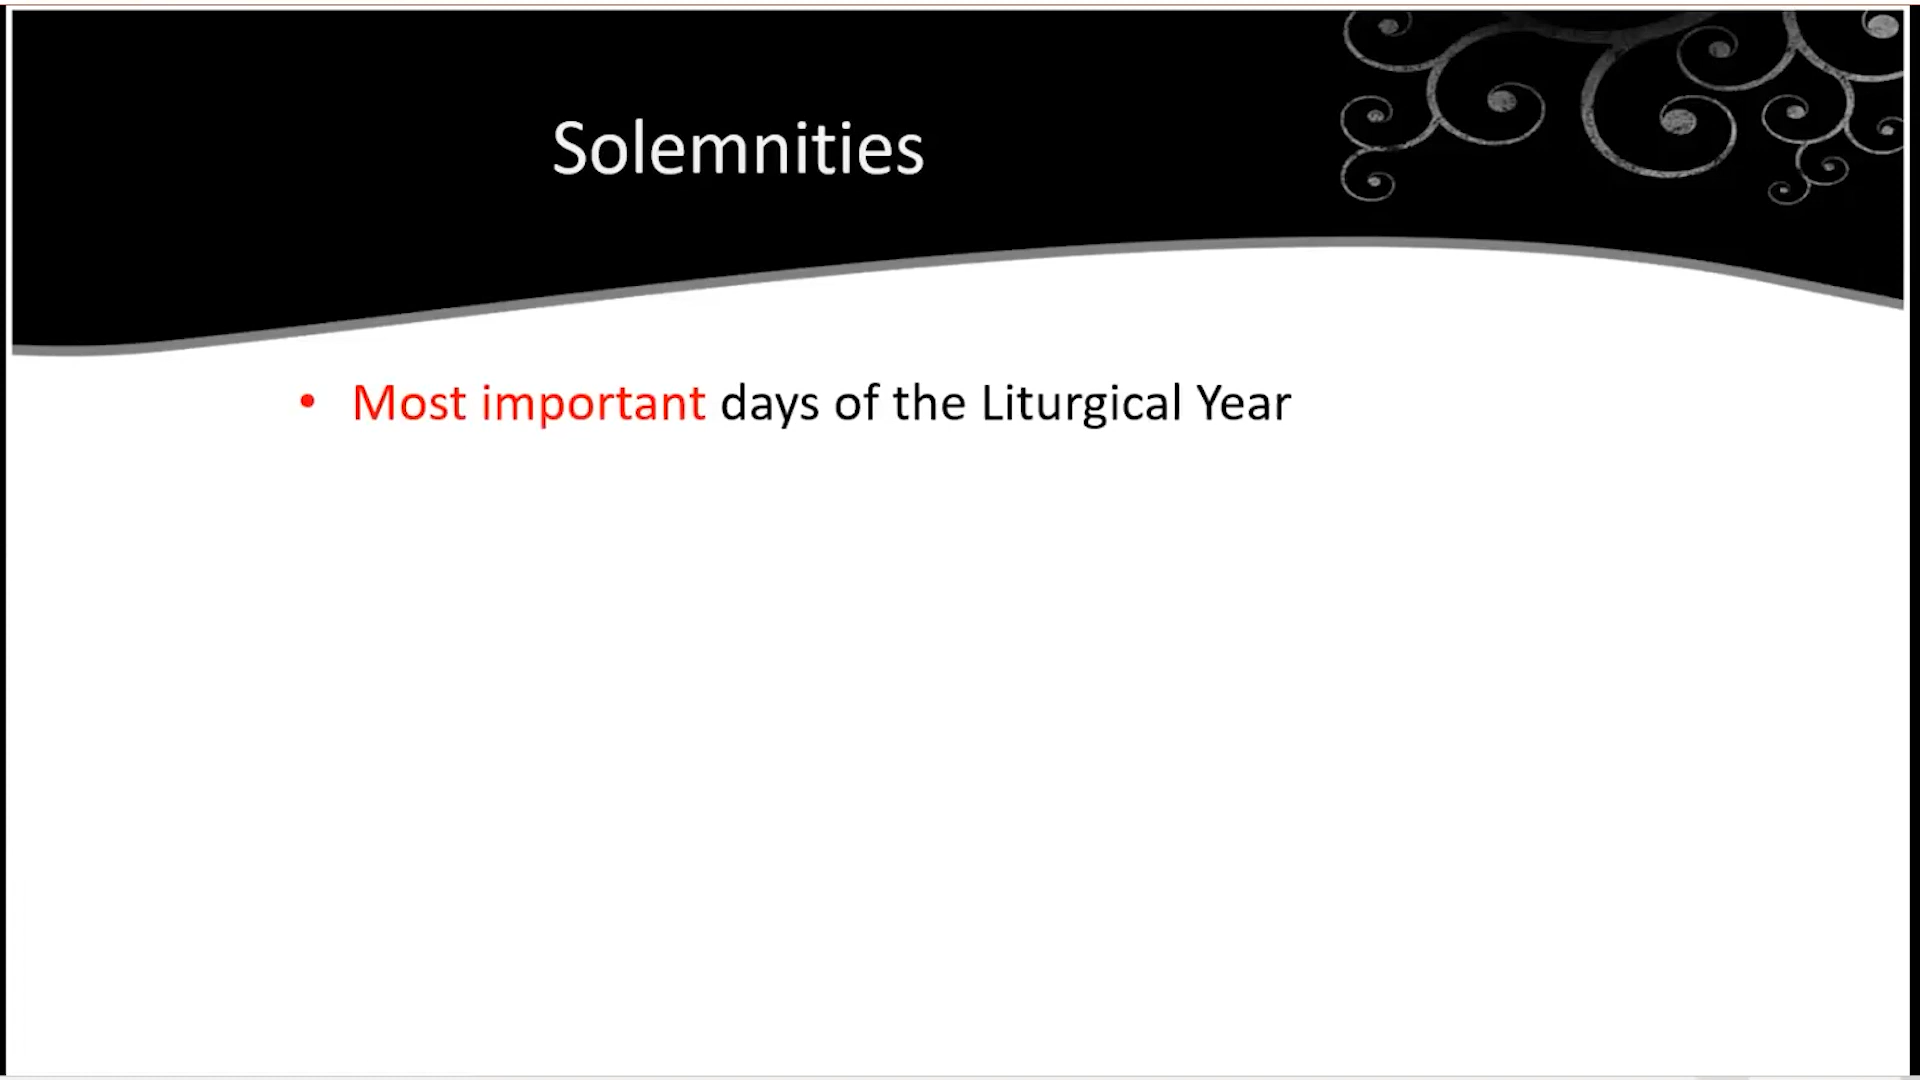 Solemnities
• Most important days of the Liturgical Year